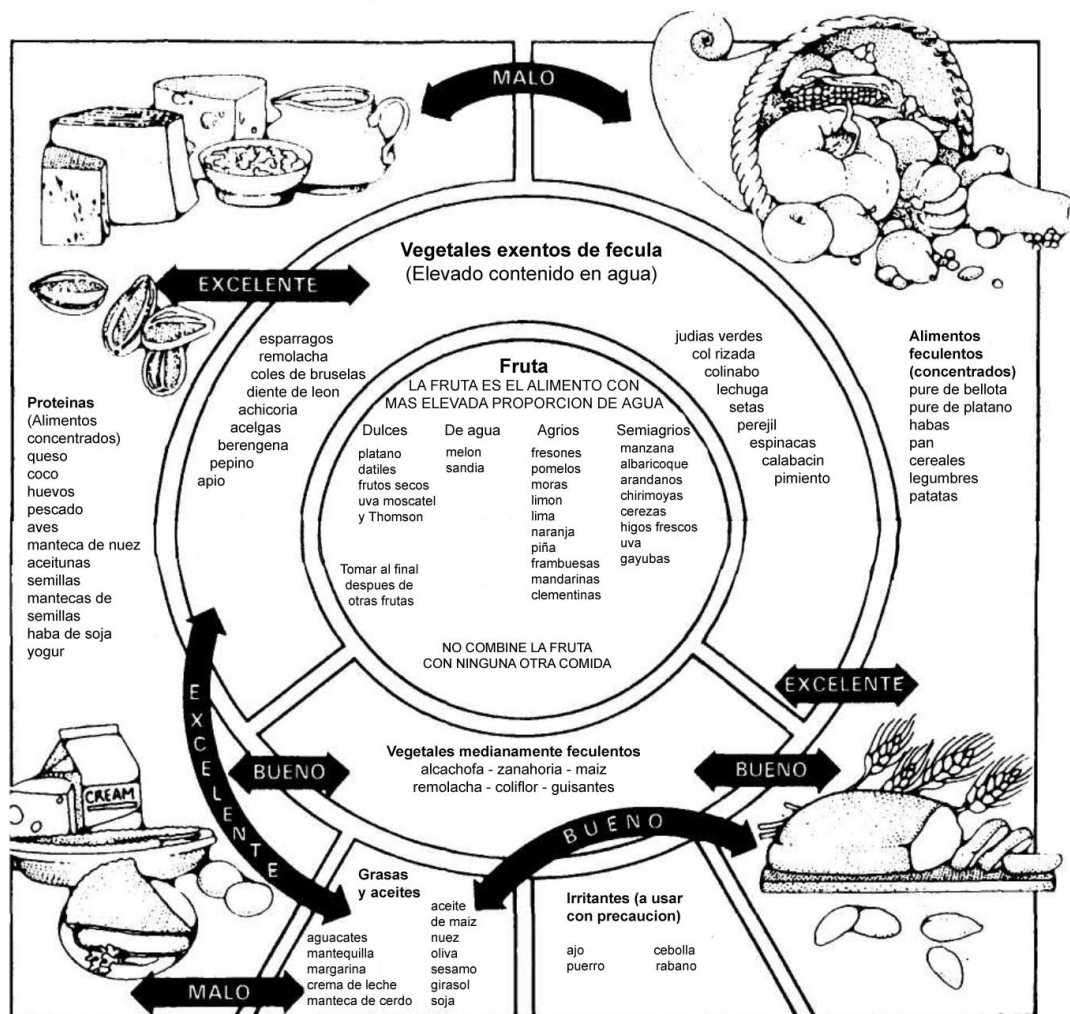 MALO
Vegetales exentos de fecula
(Elevado contenido en agua)
EXCELENTE
esparragos
remolacha
coles de bruselas
diente de leon
achicoria
acelgas
berengena
pepino
apio
judias verdes
col rizada
colinabo
lechuga
setas
perejil
espinacas
calabacin
pimiento
Proteinas
(Alimentos
concentrados)
queso
coco
huevos
pescado
aves
manteca de nuez
aceitunas
semillas
mantecas de
semillas
haba de soja
yogur
Fruta
LA FRUTA ES EL ALIMENTO CON
MAS ELEVADA PROPORCION DE AGUA
Dulces
platano
datiles
frutos secos
uva moscatel
y Thomson
Tomar al final
despues de
otras frutas
De agua
melon
sandia
Agrios
fresones
pomelos
moras
limon
lima
naranja
piña
frambuesas
mandarinas
clementinas
Semiagrios
manzana
albaricoque
arandanos
chirimoyas
cerezas
higos frescos
uva
gayubas
NO COMBINE LA FRUTA
CON NINGUNA OTRA COMIDA
Alimentos
feculentos
(concentrados)
pure de bellota
pure de platano
habas
pan
cereales
legumbres
patatas
EXCELENTE
EXCELENTE
Vegetales medianamente feculentos
alcachofa - zanahoria - maiz
remolacha - coliflor - guisantes
BUENO
BUENO
BUENO
CREAM
Grasas
y aceites
aguacates
mantequilla
margarina
crema de leche
manteca de cerdo
aceite
de maiz
nuez
oliva
sesamo
girasol
soja
Irritantes (a usar
con precaucion)
ajo
puerro
cebolla
rabano
MALO